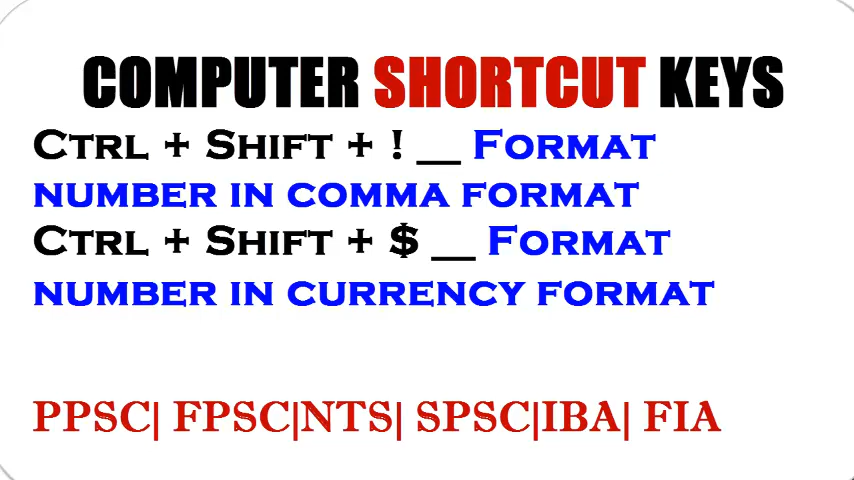 COMPUTER SHORTCUT KEYS
Ctrl + Shift + ! __ Format
number in comma format
Ctrl + Shift + $ __ Format
number in currency format
PPSC| FPSC|NTS| SPSC|IBA| FIA